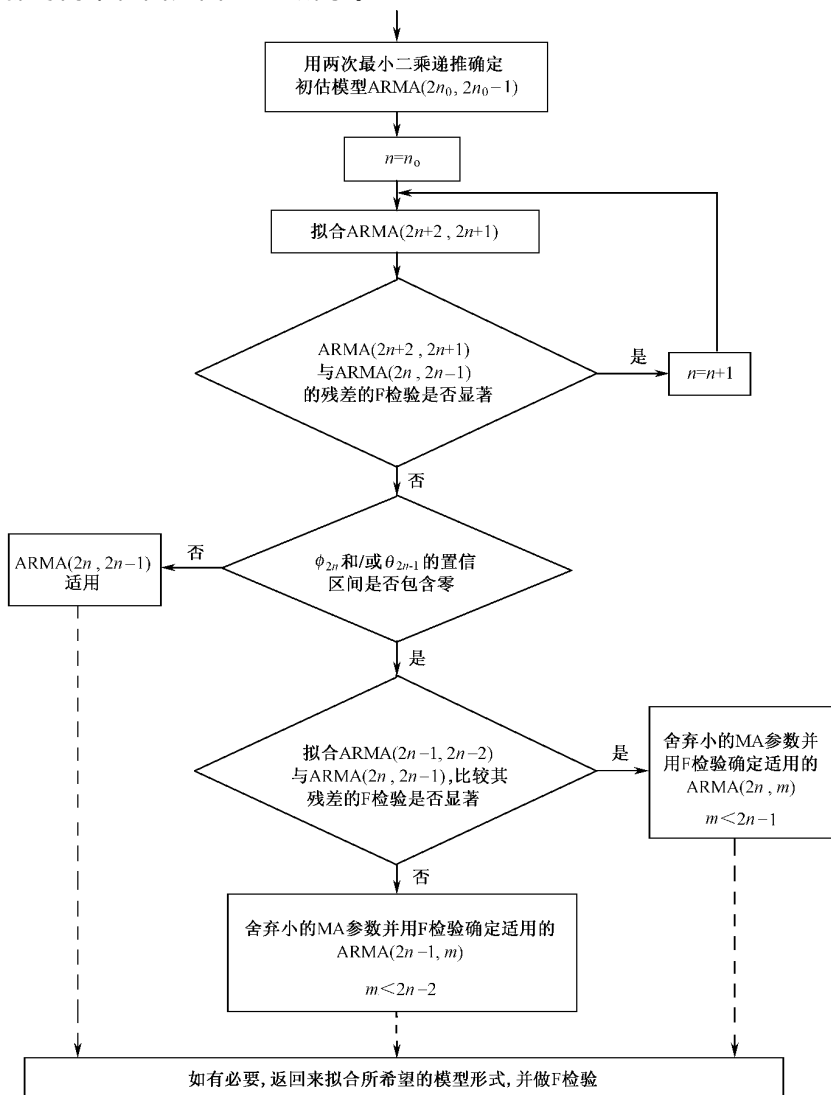 用两次最小二乘递推确定
初估模型ARMA(2n₀, 2n₀−1)
n=n₀
拟合ARMA(2n+2, 2n+1)
ARMA(2n+2, 2n+1)
与ARMA(2n, 2n−1)
的残差的F检验是否显著
是
n=n+1
否
ϕ₂ₙ和/或θ₂ₙ₋₁的置信
区间是否包含零
否
ARMA(2n, 2n−1)
适用
是
拟合ARMA(2n−1, 2n−2)
与ARMA(2n, 2n−1),比较其
残差的F检验是否显著
是
舍弃小的MA参数并
用F检验确定适用的
ARMA(2n, m)
m<2n−1
否
舍弃小的MA参数并用F检验确定适用的
ARMA(2n−1, m)
m<2n−2
如有必要,返回来拟合所希望的模型形式,并做F检验